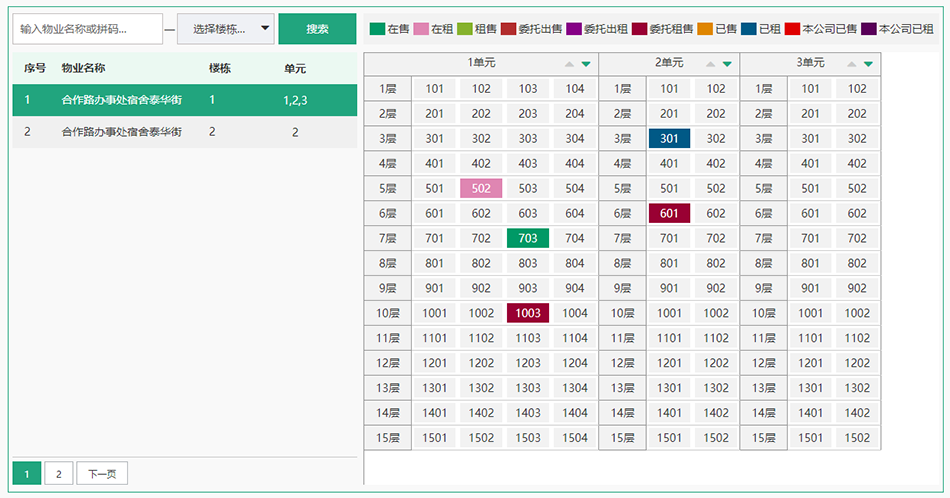 输入物业名称或拼码... — 选择楼栋... 搜索 在售 在租 租售 委托出售 委托出租 委托租售 已售 已租 本公司已售 本公司已租
序号 物业名称 楼栋 单元
1 合作路办事处宿舍泰华街 1 1,2,3
2 合作路办事处宿舍泰华街 2 2
1 2 下一页
1单元 2单元 3单元
1层 101 102 103 104 1层 101 102 1层 101 102
2层 201 202 203 204 2层 201 202 2层 201 202
3层 301 302 303 304 3层 301 302 3层 301 302
4层 401 402 403 404 4层 401 402 4层 401 402
5层 501 502 503 504 5层 501 502 5层 501 502
6层 601 602 603 604 6层 601 602 6层 601 602
7层 701 702 703 704 7层 701 702 7层 701 702
8层 801 802 803 804 8层 801 802 8层 801 802
9层 901 902 903 904 9层 901 902 9层 901 902
10层 1001 1002 1003 1004 10层 1001 1002 10层 1001 1002
11层 1101 1102 1103 1104 11层 1101 1102 11层 1101 1102
12层 1201 1202 1203 1204 12层 1201 1202 12层 1201 1202
13层 1301 1302 1303 1304 13层 1301 1302 13层 1301 1302
14层 1401 1402 1403 1404 14层 1401 1402 14层 1401 1402
15层 1501 1502 1503 1504 15层 1501 1502 15层 1501 1502